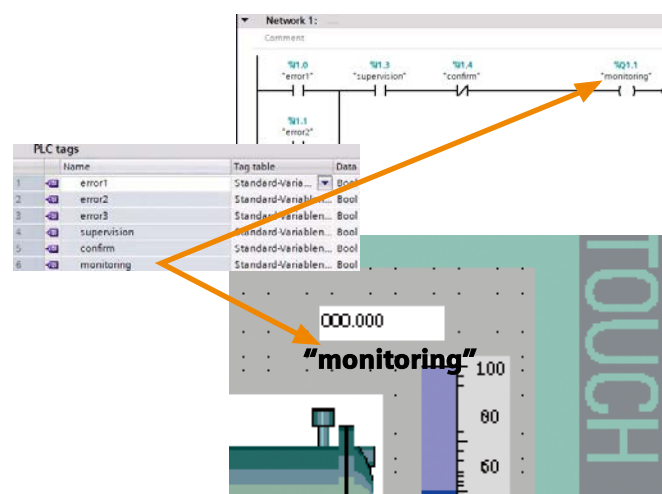 Network 1: ......
Comment
%I1.0 %I1.3 %I1.4 %Q1.1
"error1" "supervision" "confirm" "monitoring"
%I1.1
"error2"
PLC tags
Name Tag table Data
1 error1 Standard-Varia... Bool
2 error2 Standard-Variablen... Bool
3 error3 Standard-Variablen... Bool
4 supervision Standard-Variablen... Bool
5 confirm Standard-Variablen... Bool
6 monitoring Standard-Variablen... Bool
000.000
"monitoring"
100
80
60
TOUCH